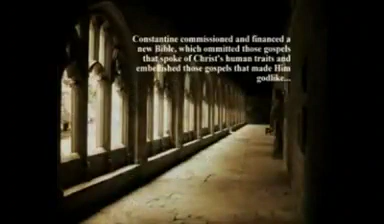 Constantine commissioned and financed a
new Bible, which ommitted those gospels
that spoke of Christ's human traits and
embellished those gospels that made Him
godlike...